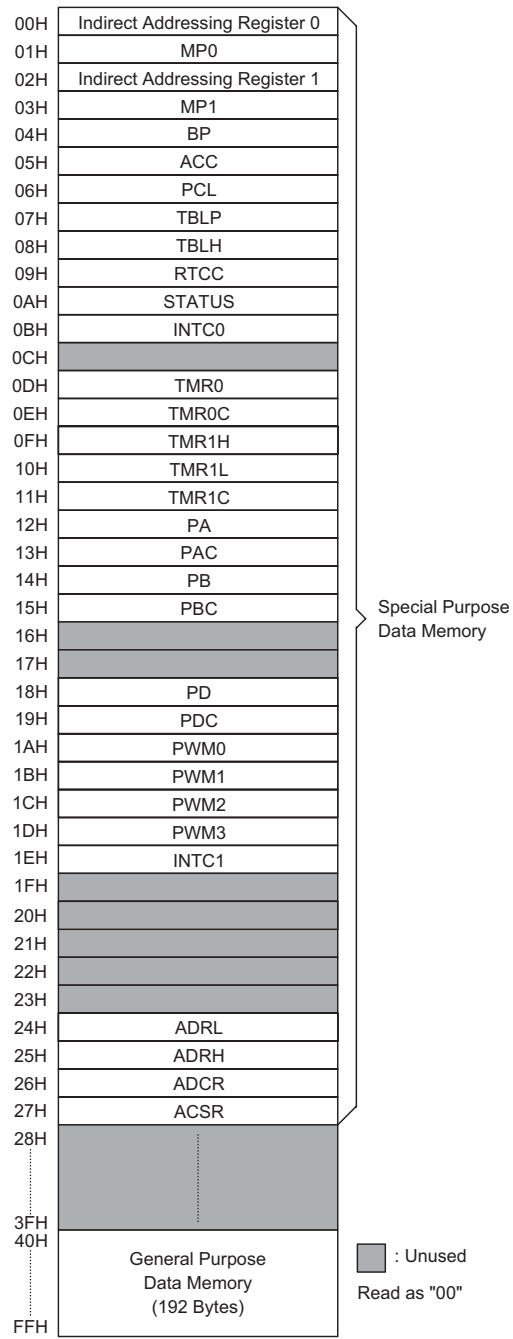 00H Indirect Addressing Register 0
01H MP0
02H Indirect Addressing Register 1
03H MP1
04H BP
05H ACC
06H PCL
07H TBLP
08H TBLH
09H RTCC
0AH STATUS
0BH INTC0
0CH
0DH TMR0
0EH TMR0C
0FH TMR1H
10H TMR1L
11H TMR1C
12H PA
13H PAC
14H PB
15H PBC
16H
17H
18H PD
19H PDC
1AH PWM0
1BH PWM1
1CH PWM2
1DH PWM3
1EH INTC1
1FH
20H
21H
22H
23H
24H ADRL
25H ADRH
26H ADCR
27H ACSR
28H
3FH
40H
General Purpose
Data Memory
(192 Bytes)
FFH
Special Purpose
Data Memory
: Unused
Read as "00"